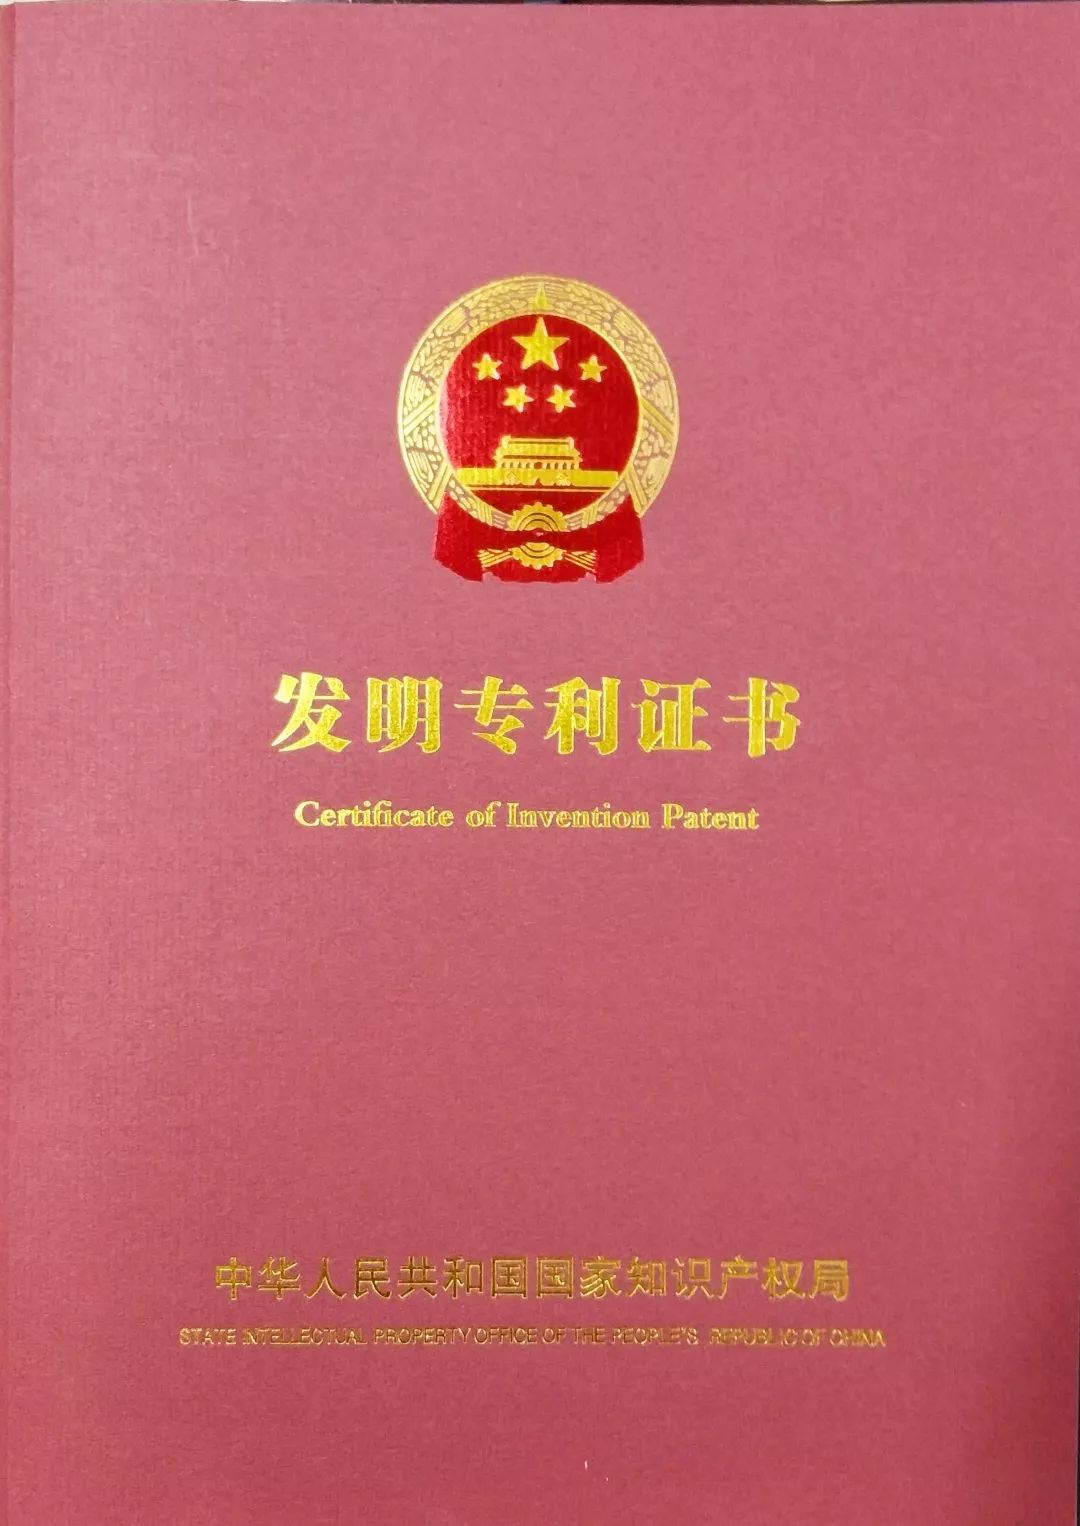 发明专利证书
Certificate of Invention Patent
中华人民共和国国家知识产权局
STATE INTELLECTUAL PROPERTY OFFICE OF THE PEOPLE'S REPUBLIC OF CHINA